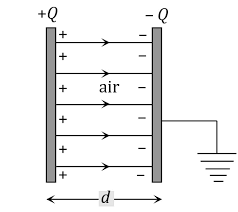 +Q – Q
+ –
+ –
+ air –
+ –
+ –
+ –
d